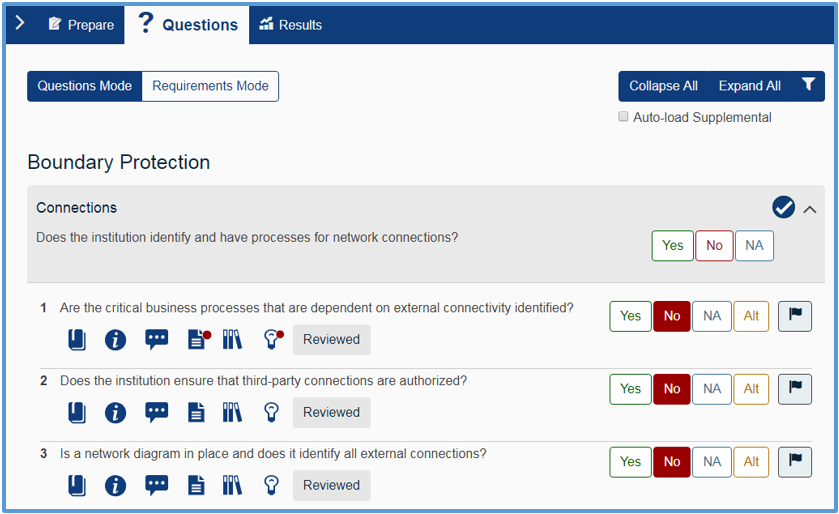 Prepare
? Questions
Results
Questions Mode Requirements Mode
Collapse All Expand All
Auto-load Supplemental
Boundary Protection
Connections
Does the institution identify and have processes for network connections?
Yes No NA
1 Are the critical business processes that are dependent on external connectivity identified?
Yes No NA Alt
Reviewed
2 Does the institution ensure that third-party connections are authorized?
Yes No NA Alt
Reviewed
3 Is a network diagram in place and does it identify all external connections?
Yes No NA Alt
Reviewed